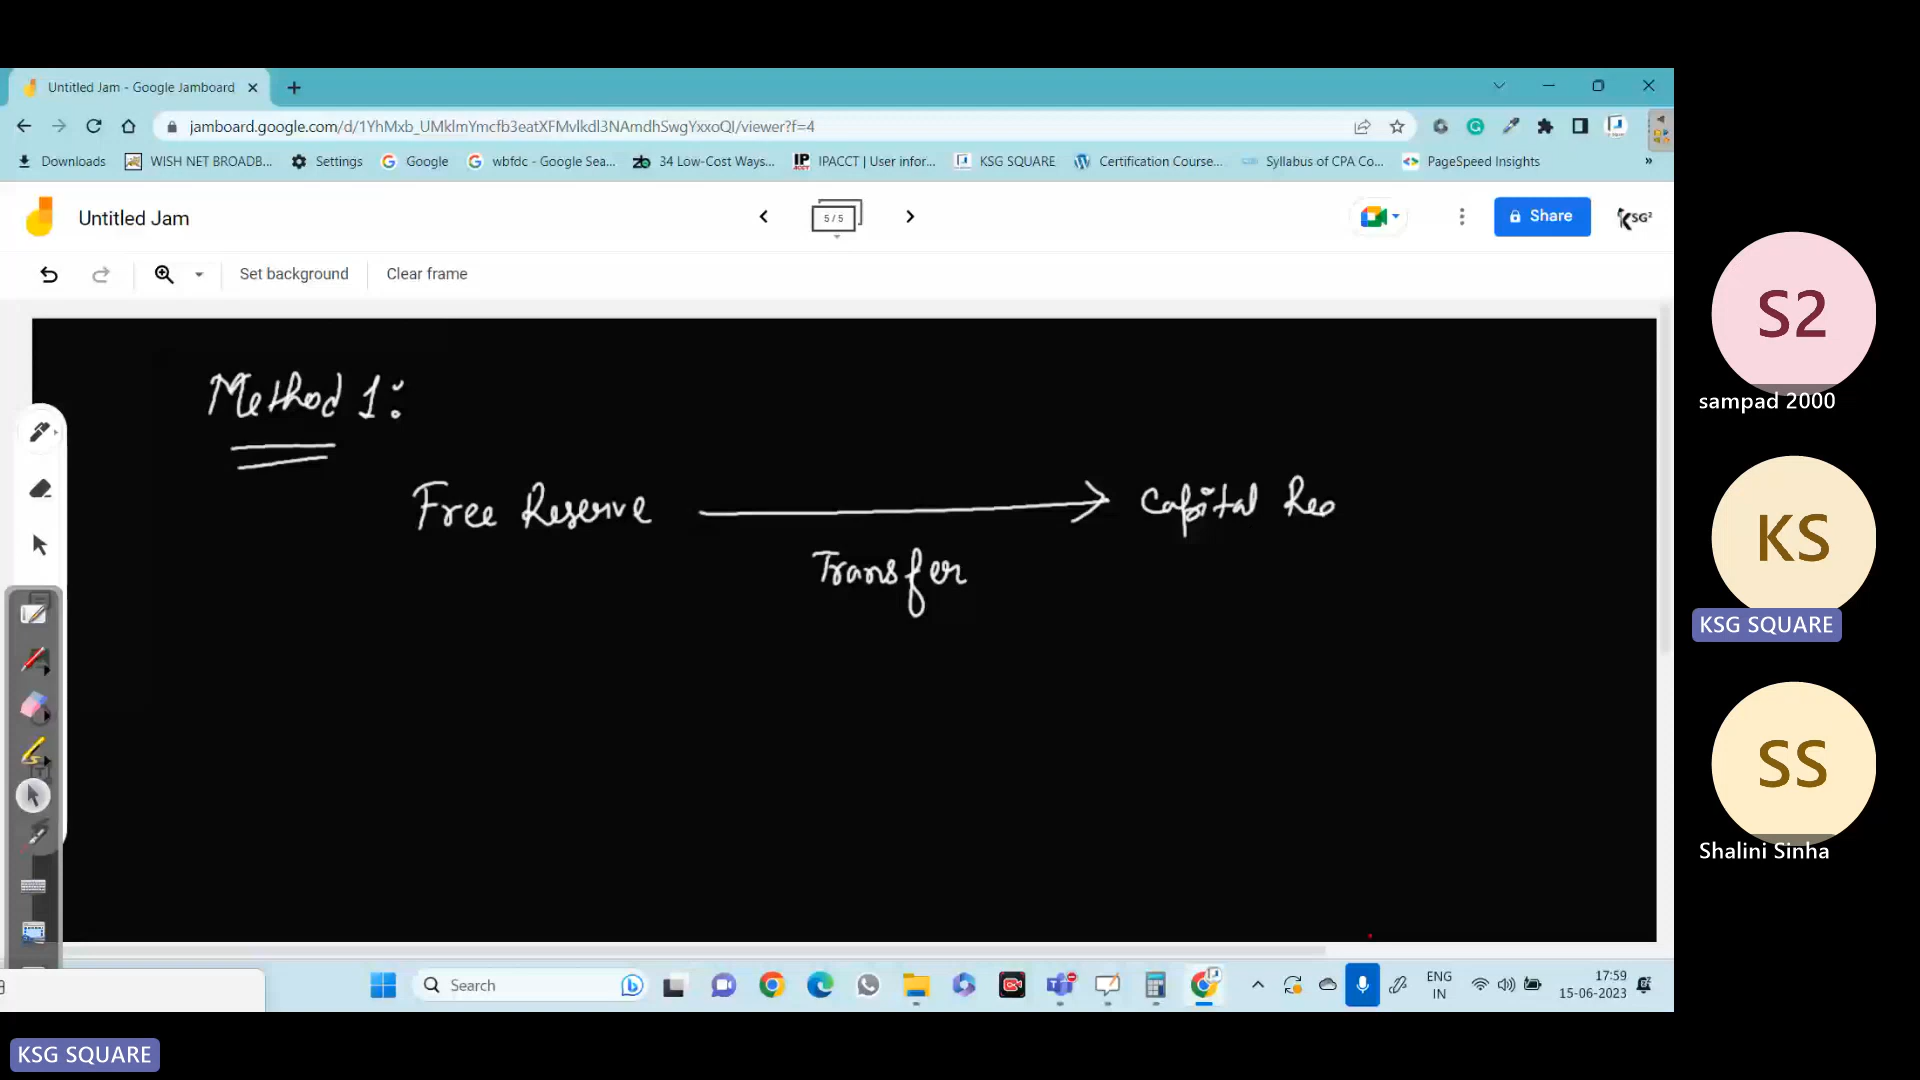 Untitled Jam - Google Jamboard
jamboard.google.com/d/1YhMxb_UMklmYmcfb3eatXFMvlkdl3NAmdhSwgYxxoQI/viewer?f=4
Downloads WISH NET BROADB... Settings Google wbfdc - Google Sea... 34 Low-Cost Ways... IPACCT | User infor... KSG SQUARE Certification Course... Syllabus of CPA Co... PageSpeed Insights »
Untitled Jam 5 / 5 Share KSG²
Set background Clear frame
Method 1:
Free Reserve Capital Res
Transfer
S2
sampad 2000
KS
KSG SQUARE
SS
Shalini Sinha
Search ENG IN 17:59 15-06-2023
KSG SQUARE